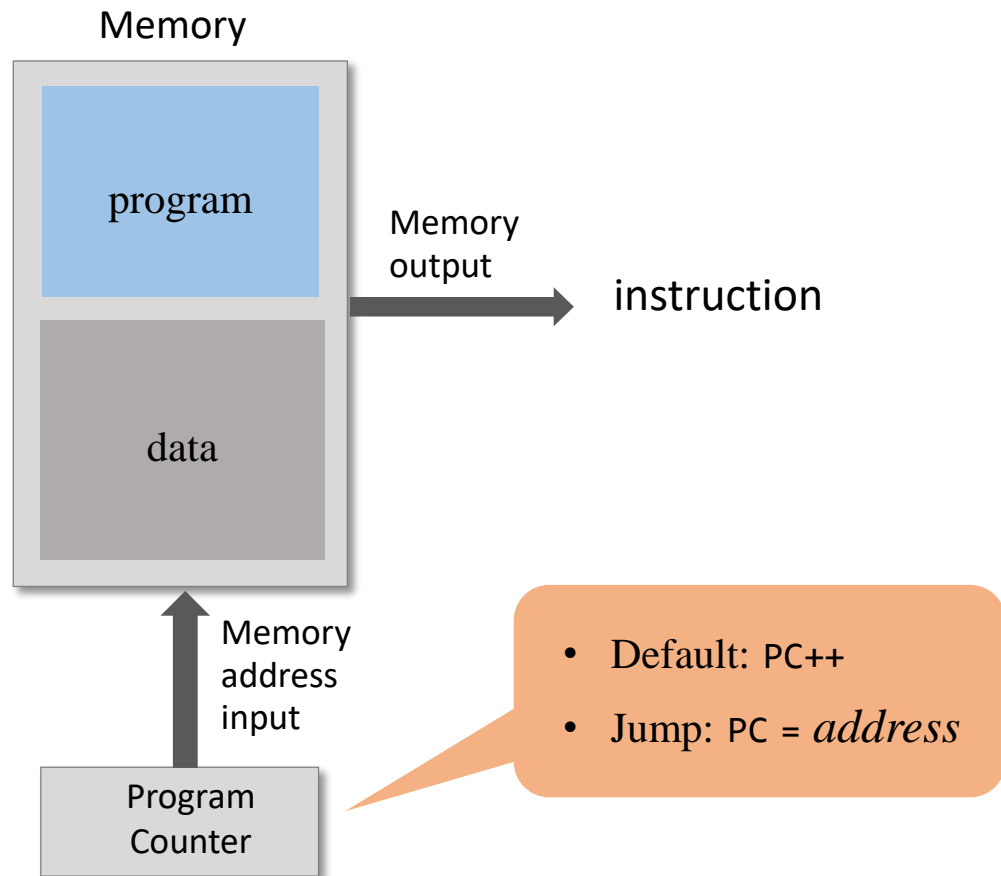 Memory
program
Memory
output
instruction
data
Memory
address
input
• Default: PC++
• Jump: PC = address
Program
Counter